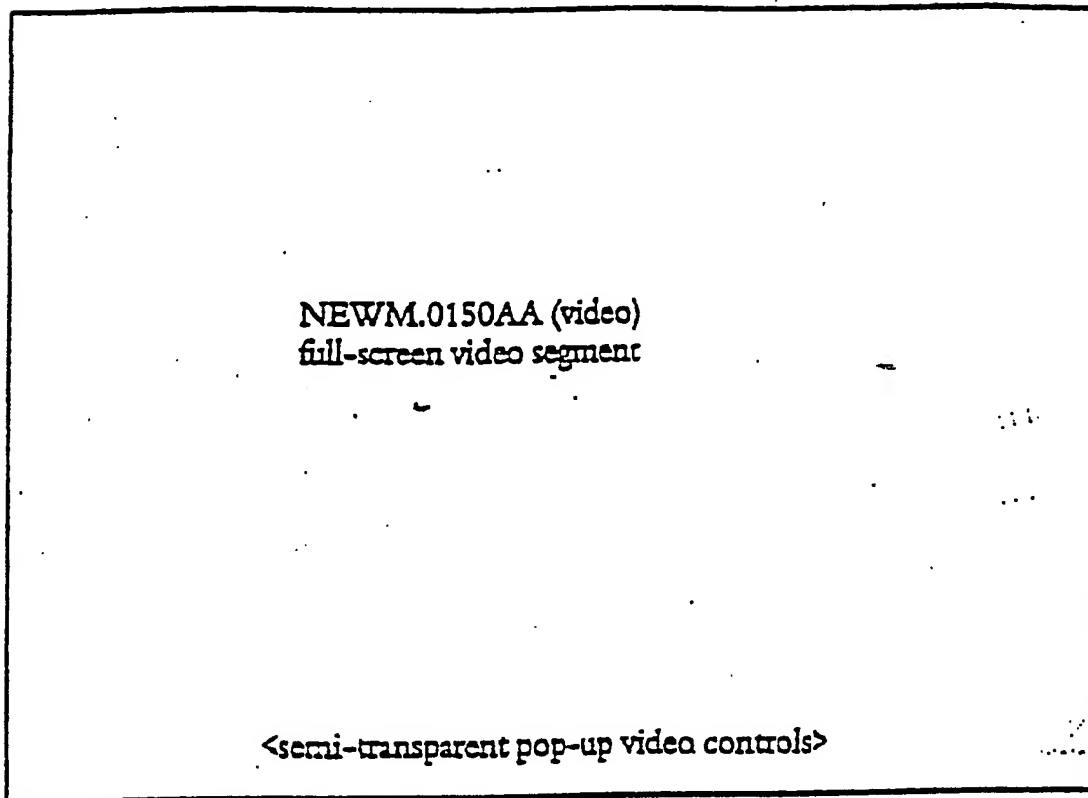 NEWM.0150AA (video)
full-screen video segment
<semi-transparent pop-up video controls>